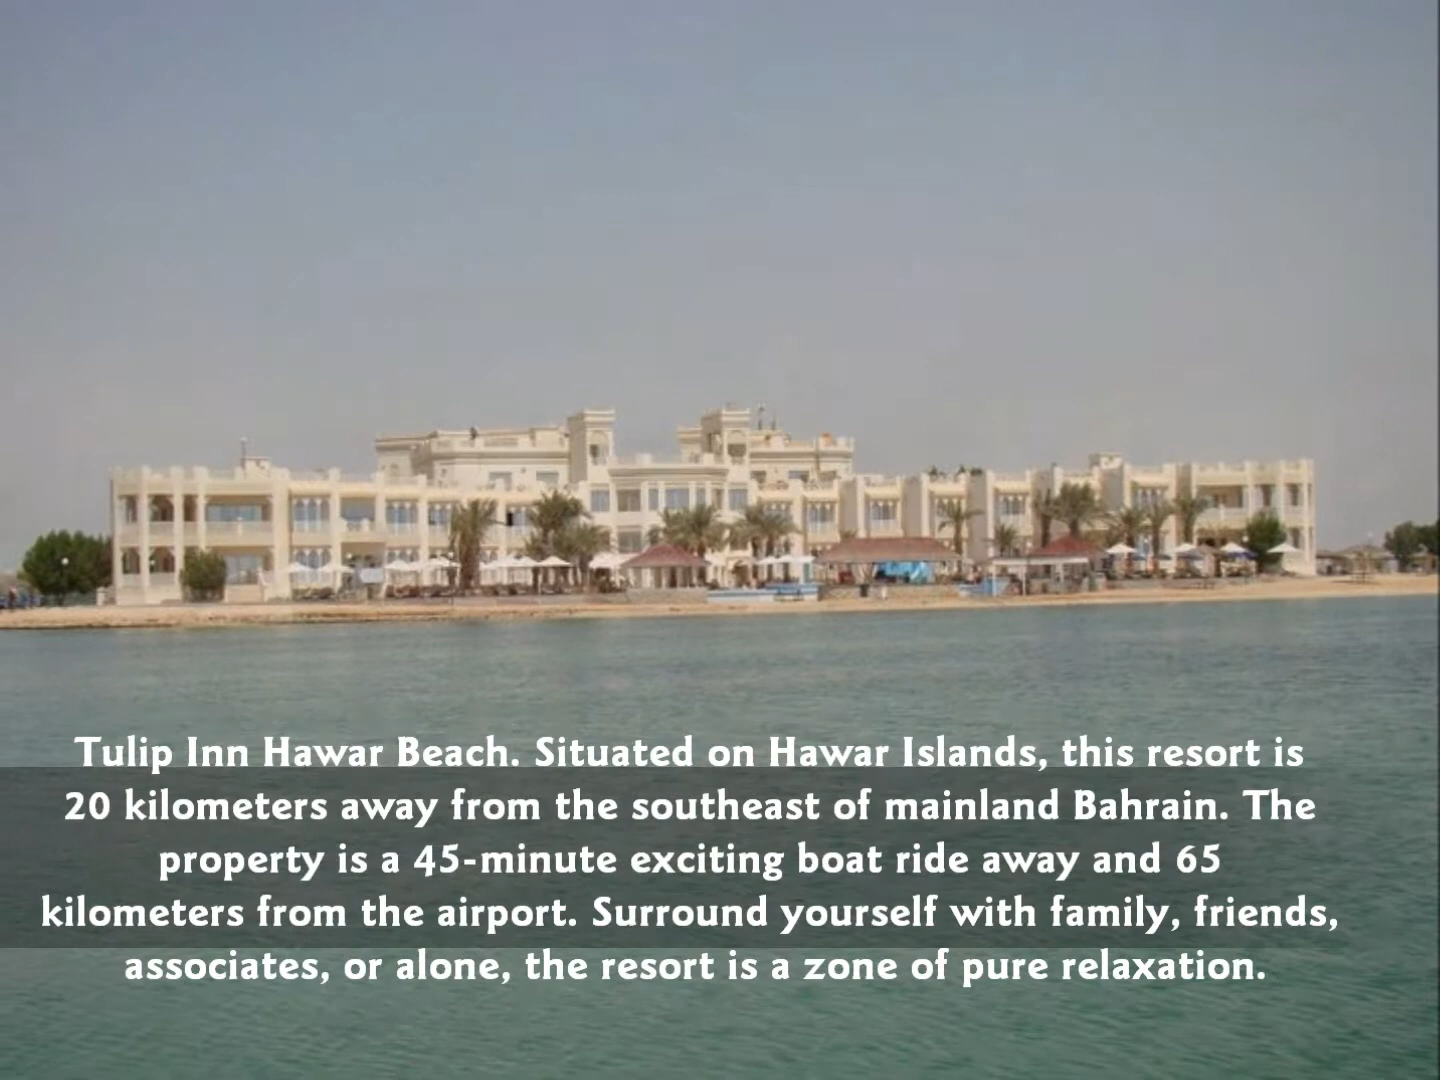 Tulip Inn Hawar Beach. Situated on Hawar Islands, this resort is
20 kilometers away from the southeast of mainland Bahrain. The
property is a 45-minute exciting boat ride away and 65
kilometers from the airport. Surround yourself with family, friends,
associates, or alone, the resort is a zone of pure relaxation.